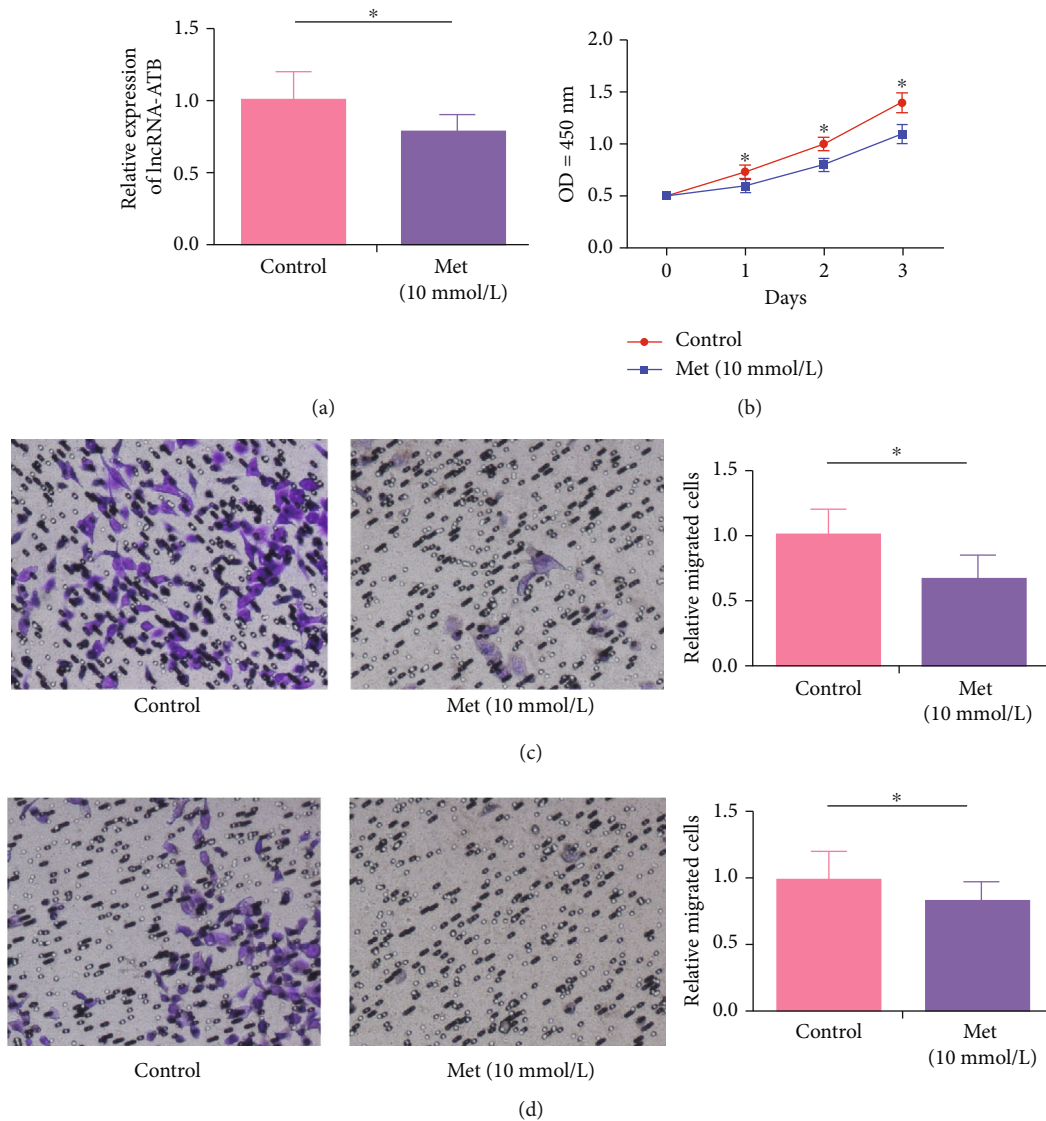 1.5
1.0
0.5
0.0
Relative expression
of lncRNA-ATB
*
Control
Met
(10 mmol/L)
(a)
2.0
1.5
1.0
0.5
0.0
OD = 450 nm
*
*
*
0
1
2
3
Days
Control
Met (10 mmol/L)
(b)
Control
Met (10 mmol/L)
1.5
1.0
0.5
0.0
Relative migrated cells
*
Control
Met
(10 mmol/L)
(c)
Control
Met (10 mmol/L)
1.5
1.0
0.5
0.0
Relative migrated cells
*
Control
Met
(10 mmol/L)
(d)